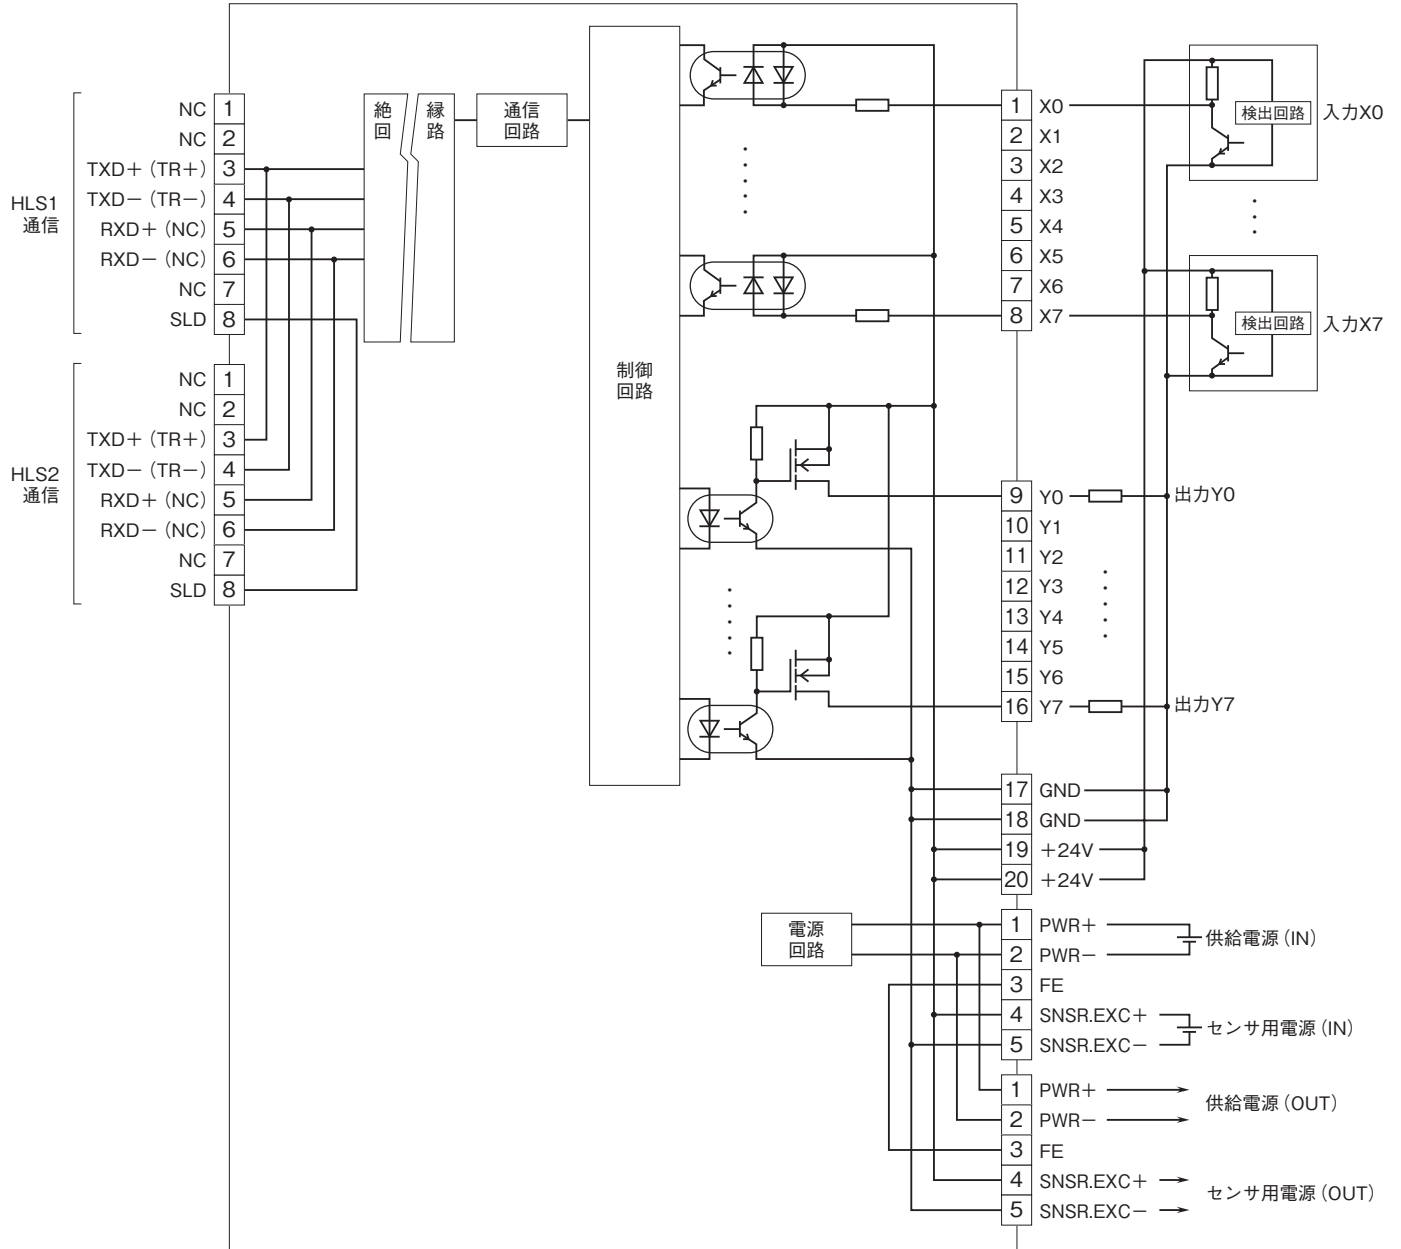 HLS1
通信
NC 1
NC 2
TXD+(TR+) 3
TXD−(TR−) 4
RXD+(NC) 5
RXD−(NC) 6
NC 7
SLD 8
HLS2
通信
NC 1
NC 2
TXD+(TR+) 3
TXD−(TR−) 4
RXD+(NC) 5
RXD−(NC) 6
NC 7
SLD 8
絶縁
回路
通信
回路
制御
回路
1 X0
2 X1
3 X2
4 X3
5 X4
6 X5
7 X6
8 X7
検出回路 入力X0
検出回路 入力X7
9 Y0 出力Y0
10 Y1
11 Y2
12 Y3
13 Y4
14 Y5
15 Y6
16 Y7 出力Y7
17 GND
18 GND
19 +24V
20 +24V
電源
回路
1 PWR+
2 PWR−
供給電源(IN)
3 FE
4 SNSR.EXC+
5 SNSR.EXC−
センサ用電源(IN)
1 PWR+
2 PWR−
供給電源(OUT)
3 FE
4 SNSR.EXC+
5 SNSR.EXC−
センサ用電源(OUT)